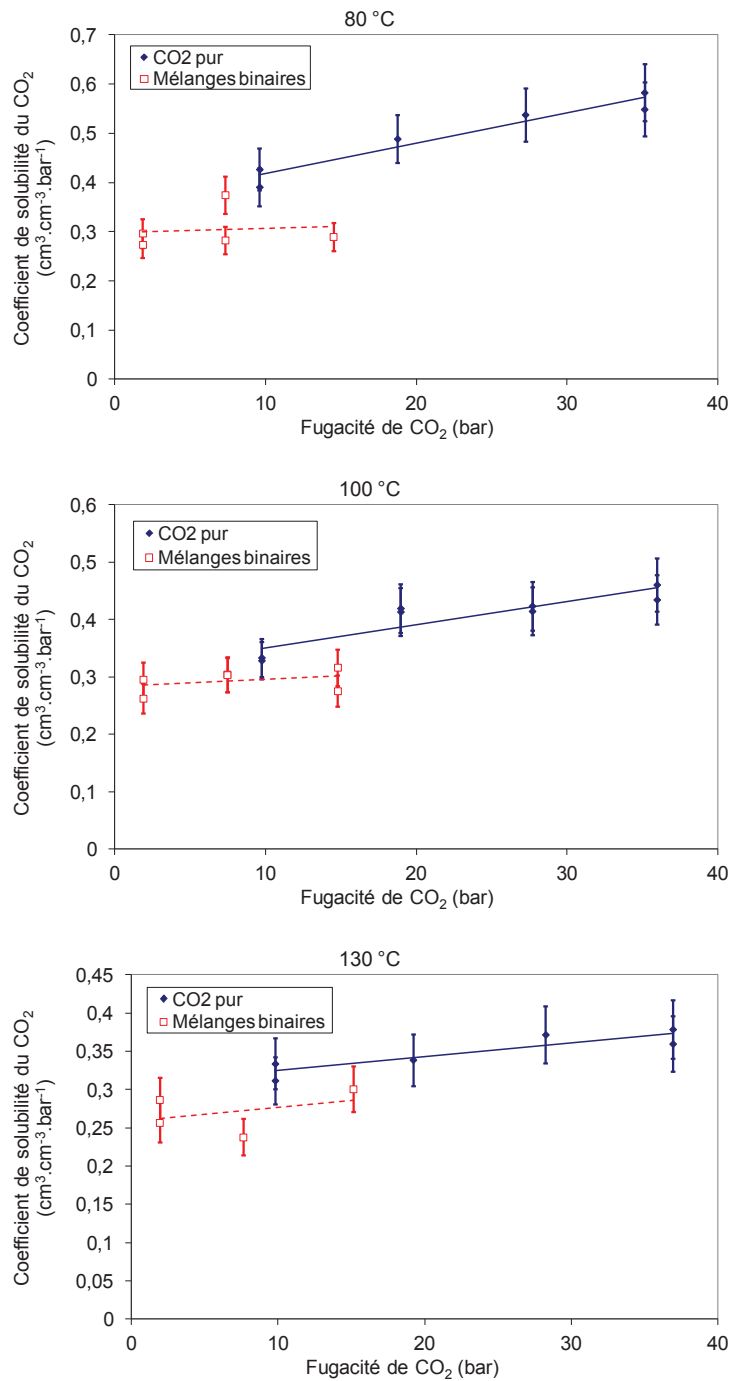 80 °C
0,7
0,6
0,5
0,4
0,3
0,2
0,1
0
Coefficient de solubilité du CO2
(cm3.cm-3.bar-1)
CO2 pur
Mélanges binaires
0 10 20 30 40
Fugacité de CO2 (bar)
100 °C
0,6
0,5
0,4
0,3
0,2
0,1
0
Coefficient de solubilité du CO2
(cm3.cm-3.bar-1)
CO2 pur
Mélanges binaires
0 10 20 30 40
Fugacité de CO2 (bar)
130 °C
0,45
0,4
0,35
0,3
0,25
0,2
0,15
0,1
0,05
0
Coefficient de solubilité du CO2
(cm3.cm-3.bar-1)
CO2 pur
Mélanges binaires
0 10 20 30 40
Fugacité de CO2 (bar)